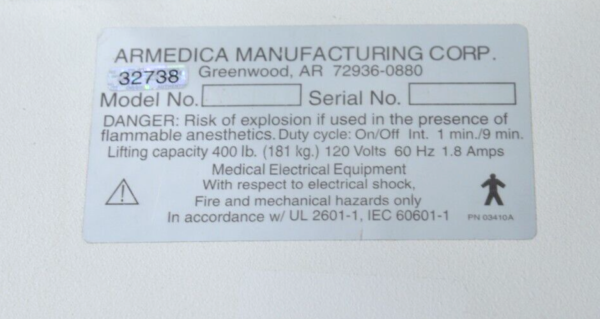 ARMEDICA MANUFACTURING CORP.
32738 Greenwood, AR 72936-0880
Model No. Serial No.
DANGER: Risk of explosion if used in the presence of
flammable anesthetics. Duty cycle: On/Off Int. 1 min./9 min.
Lifting capacity 400 lb. (181 kg.) 120 Volts 60 Hz 1.8 Amps
Medical Electrical Equipment
With respect to electrical shock,
Fire and mechanical hazards only
In accordance w/ UL 2601-1, IEC 60601-1 PN 03410A